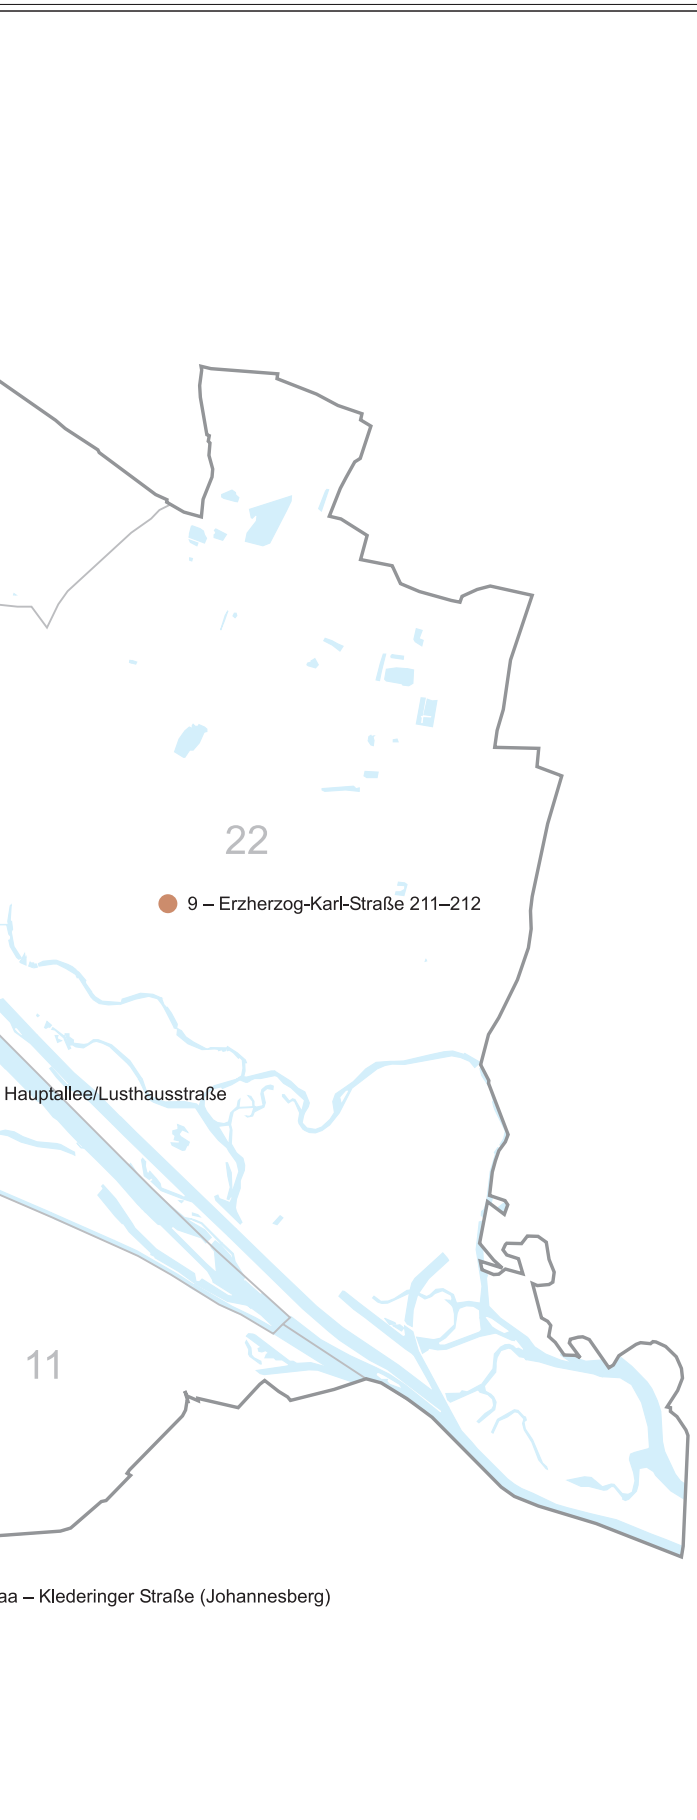 22
9 – Erzherzog-Karl-Straße 211–212
Hauptallee/Lusthausstraße
11
aa – Klederinger Straße (Johannesberg)